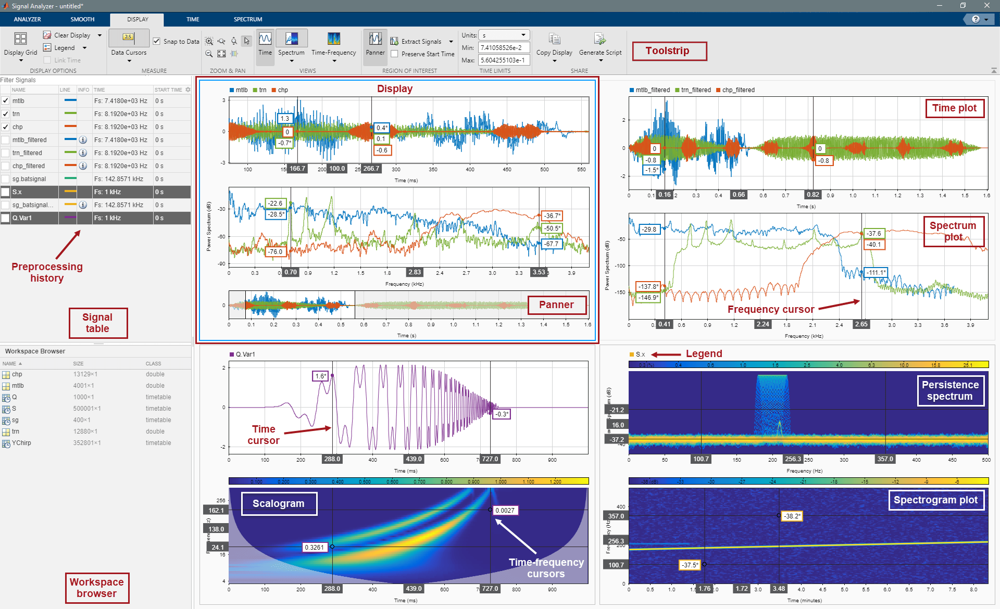 Signal Analyzer - untitled*
ANALYZER SMOOTH DISPLAY TIME SPECTRUM
?
Display Grid
Clear Display
Legend
Link Time
DISPLAY OPTIONS
2.5
Data Cursors
Snap to Data
MEASURE
ZOOM & PAN
Time
Spectrum
Time-Frequency
VIEWS
Panner
Extract Signals
Preserve Start Time
REGION OF INTEREST
Units: s
Min: 7.41058526e-2
Max: 5.604255103e-1
TIME LIMITS
Copy Display
Generate Script
SHARE
Toolstrip
Filter Signals
NAME LINE INFO TIME START TIME
mtlb Fs: 7.4180e+03 Hz 0 s
trn Fs: 8.1920e+03 Hz 0 s
chp Fs: 8.1920e+03 Hz 0 s
mtlb_filtered i Fs: 7.4180e+03 Hz 0 s
trn_filtered i Fs: 8.1920e+03 Hz 0 s
chp_filtered i Fs: 8.1920e+03 Hz 0 s
sg.batsignal Fs: 142.8571 kHz 0 s
S.x Fs: 1 kHz 0 s
sg_batsignal... i Fs: 142.8571 kHz 0 s
Q.Var1 Fs: 1 kHz 0 s
Preprocessing
history
Signal
table
Workspace Browser
NAME SIZE CLASS
chp 13129×1 double
mtlb 4001×1 double
Q 1000×1 timetable
S 500001×1 timetable
sg 400×1 timetable
trn 12880×1 double
YChirp 352801×1 timetable
Workspace
browser
mtlb trn chp
Display
3
0
-3
1.3
0
-0.7*
0.4*
0.1
-0.6
100 166.7 100.0 266.7 300 350 400 450 500 550
Time (ms)
Power Spectrum (dB)
-30
-60
-90
-22.6
-28.5*
-76.0
-36.7*
-50.5*
-67.7
0 0.3 0.70 0.9 1.2 1.5 1.8 2.83 2.4 2.7 3.0 3.3 3.53 3.9
Frequency (kHz)
0
Panner
0 0.1 0.2 0.3 0.4 0.5 0.6 0.7 0.8 0.9 1.0 1.1 1.2 1.3 1.4 1.5 1.6
Time (s)
mtlb_filtered trn_filtered chp_filtered
Time plot
2
0
-2
0
-0.8
-1.5*
0
-0.8
0 0.1 0.16 0.3 0.4 0.66 0.6 0.7 0.82 0.9 1.0 1.1 1.2 1.3 1.4 1.5 1.6
Time (s)
Spectrum
plot
Power Spectrum (dB)
-50
-100
-150
-29.8
-137.8*
-146.9*
-37.6
-40.1
-111.1*
Frequency cursor
0 0.41 0.6 0.9 1.2 2.24 1.8 2.1 2.4 2.65 3.0 3.3 3.6 3.9
Frequency (kHz)
Q.Var1
2
0
-2
1.6*
-0.3*
Time
cursor
0 100 200 288.0 400 439.0 600 727.0 800 900
Time (ms)
0.100 0.200 0.300 0.400 0.500 0.600 0.700 0.800 0.900 1.000 1.100 1.200
Scalogram
256
162.1
138.0
24.1
16
4
0.3261
0.0027
Time-frequency
cursors
0 100 200 288.0 400 439.0 600 727.0 800 900
Time (ms)
S.x
Legend
0.3 (%) 0.4 0.6 1.0 1.6 2.5 4.0 6.3 10.0 15.8 25.1
Persistence
spectrum
-21.2
16.0
-37.2
-40
0 50 100.7 150 200 256.3 250 300 357.0 400 450 500
Frequency (Hz)
-36 (dB) -33 -30 -27 -24 -21 -18 -15 -12 -9 -6
Spectrogram plot
400
357.0
256.3
200
100.7
0
-38.2*
-37.5*
0 0.5 1.0 1.76 2.0 1.72 3.0 3.48 4.0 4.5 5.0 5.5 6.0 6.5 7.0 7.5 8.0
Time (minutes)